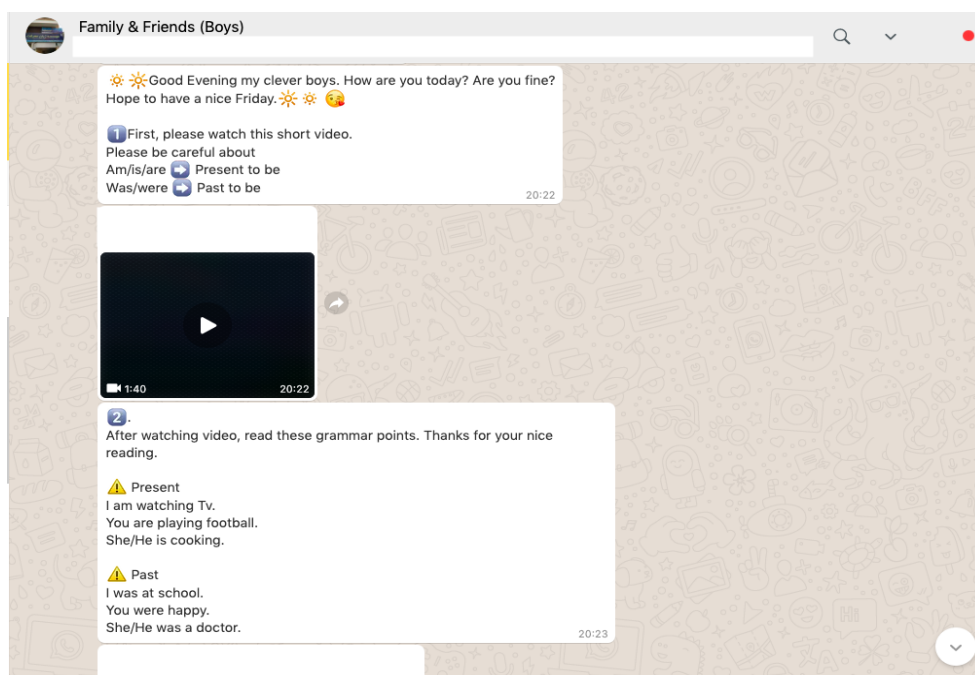 Family & Friends (Boys)
🔅 🔆Good Evening my clever boys. How are you today? Are you fine?
Hope to have a nice Friday.🔆 🔅 😘
1️⃣First, please watch this short video.
Please be careful about
Am/is/are ➡️ Present to be
Was/were ➡️ Past to be
20:22
1:40
20:22
2️⃣.
After watching video, read these grammar points. Thanks for your nice
reading.
⚠️ Present
I am watching Tv.
You are playing football.
She/He is cooking.
⚠️ Past
I was at school.
You were happy.
She/He was a doctor.
20:23